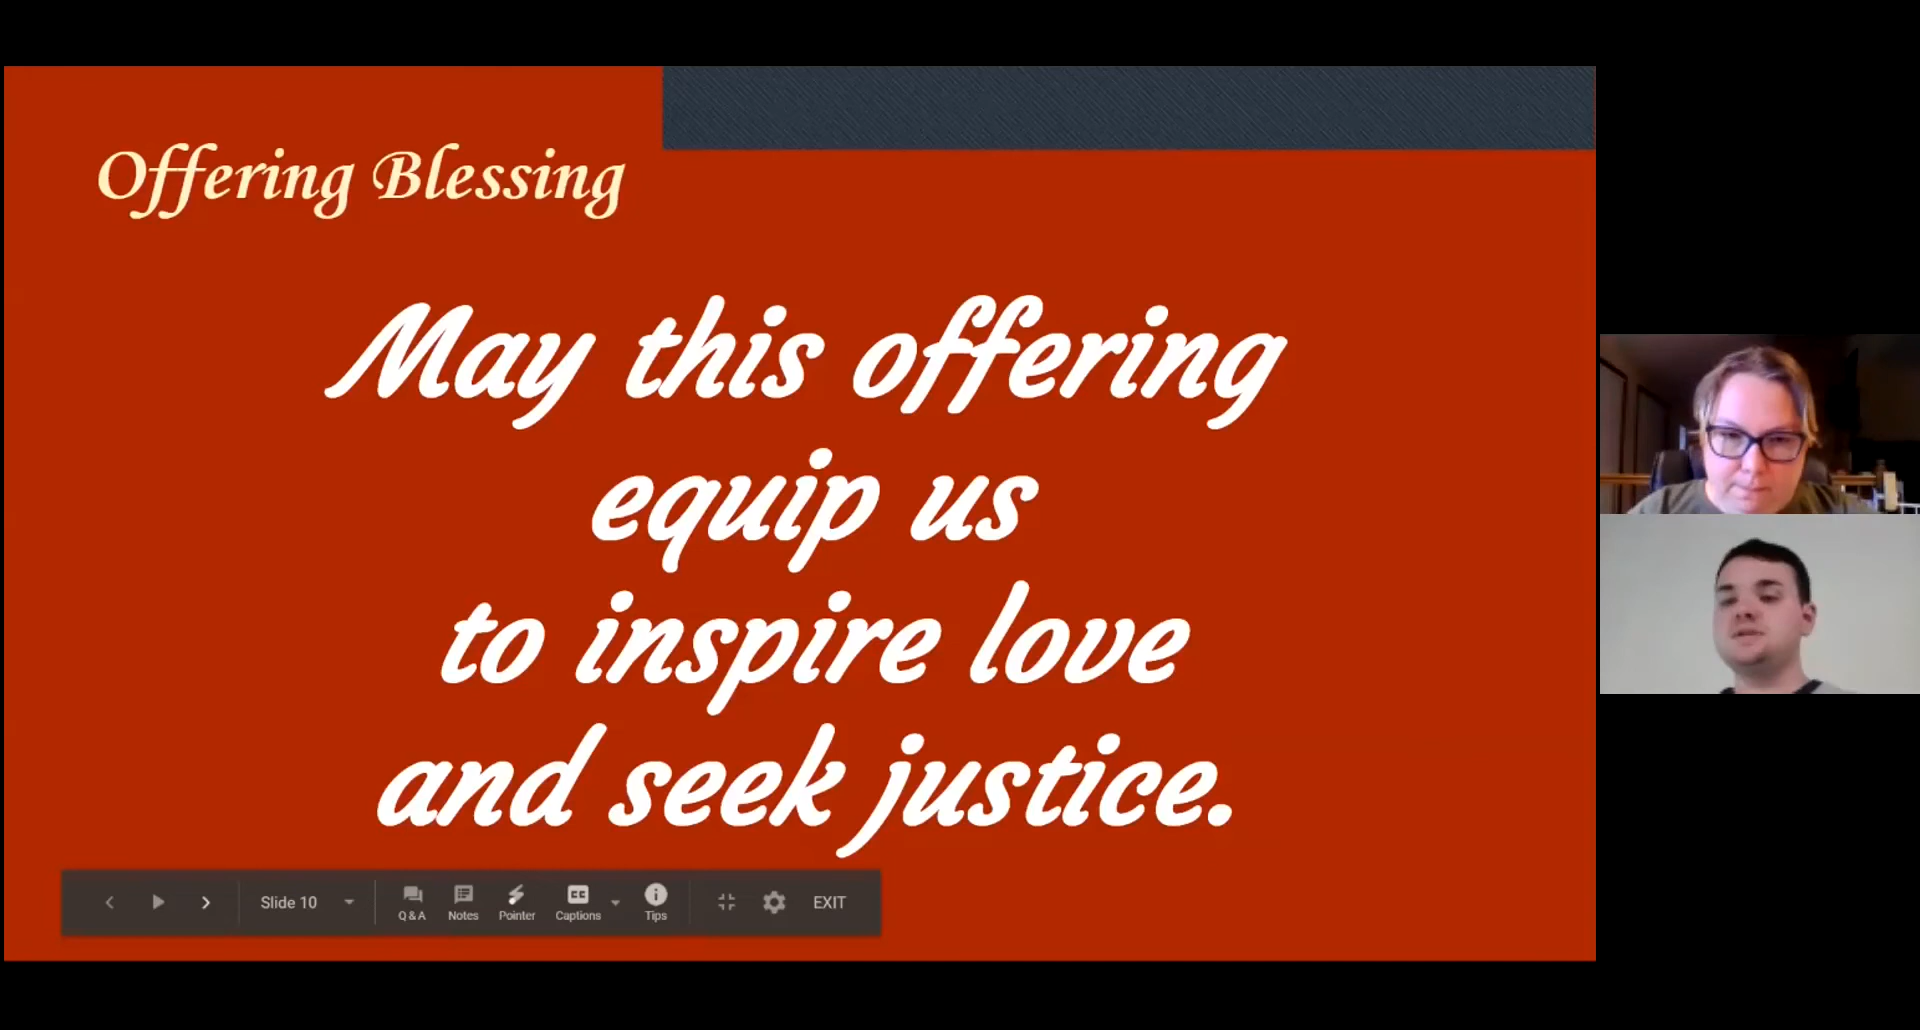 Offering Blessing
May this offering
equip us
to inspire love
and seek justice.
Slide 10
Q & A
Notes
Pointer
CC
Captions
Tips
EXIT